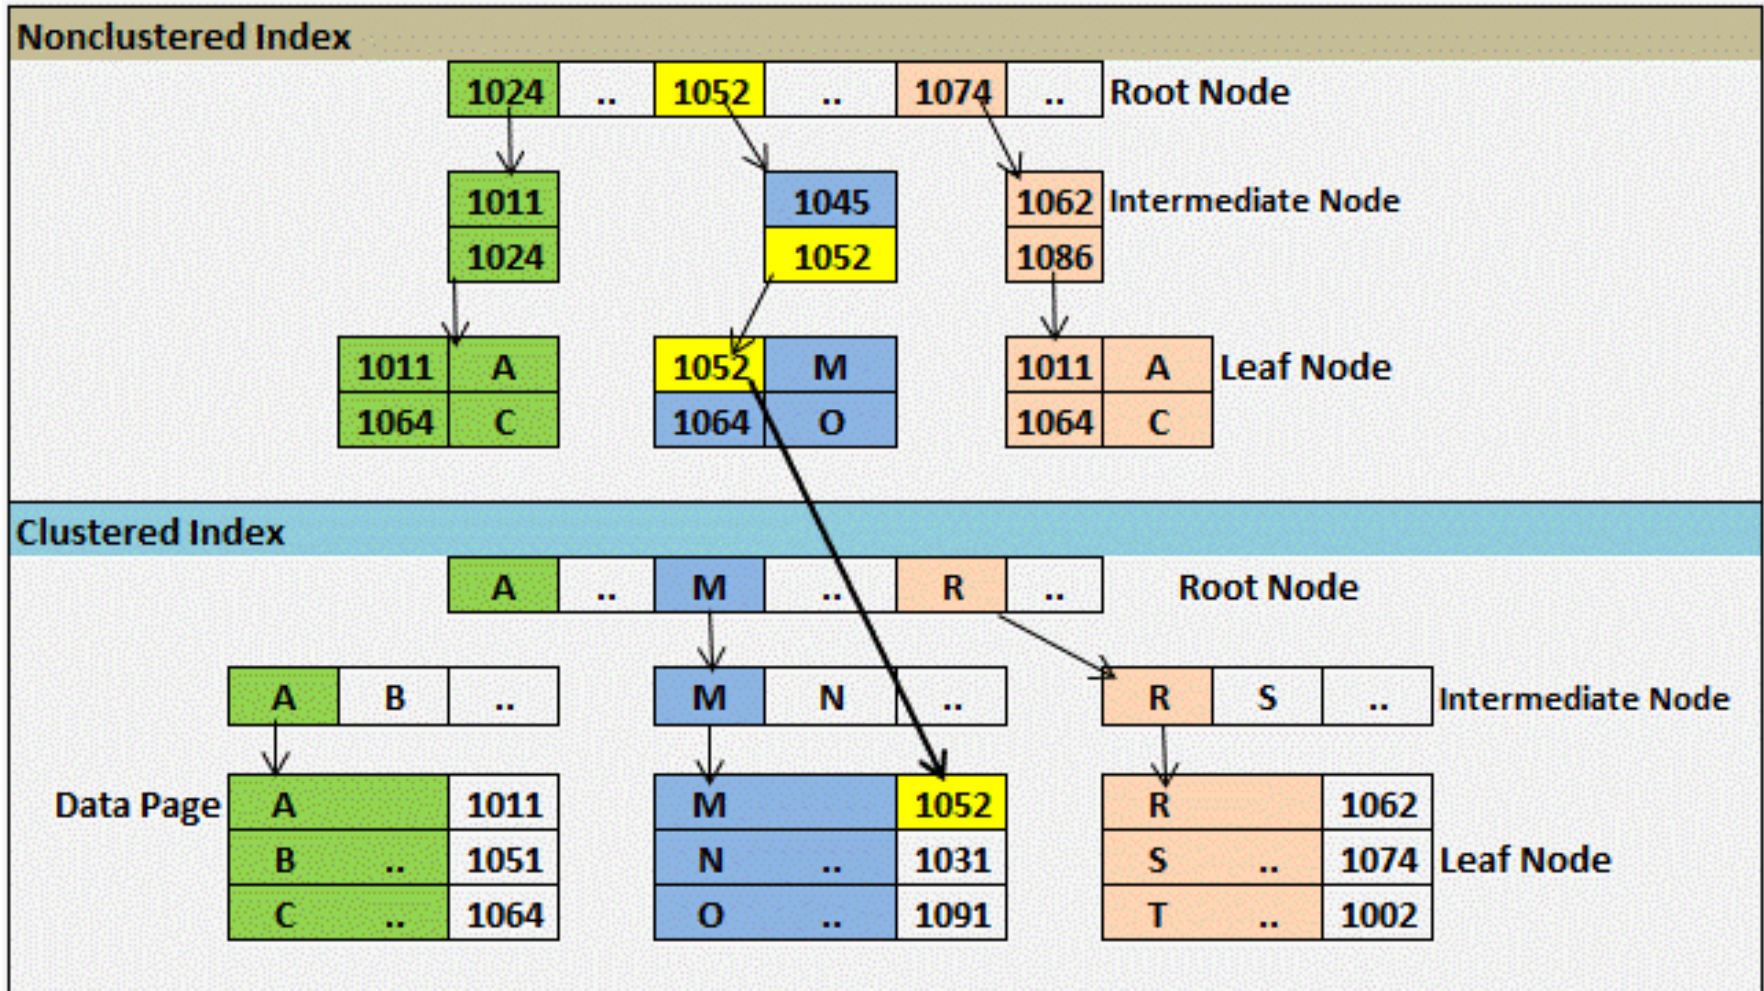 Nonclustered Index
1024 .. 1052 .. 1074 .. Root Node
1011 1045 1062 Intermediate Node
1024 1052 1086
1011 A 1052 M 1011 A Leaf Node
1064 C 1064 O 1064 C
Clustered Index
A .. M .. R .. Root Node
A B .. M N .. R S .. Intermediate Node
Data Page A 1011 M 1052 R 1062
B .. 1051 N .. 1031 S .. 1074 Leaf Node
C .. 1064 O .. 1091 T .. 1002